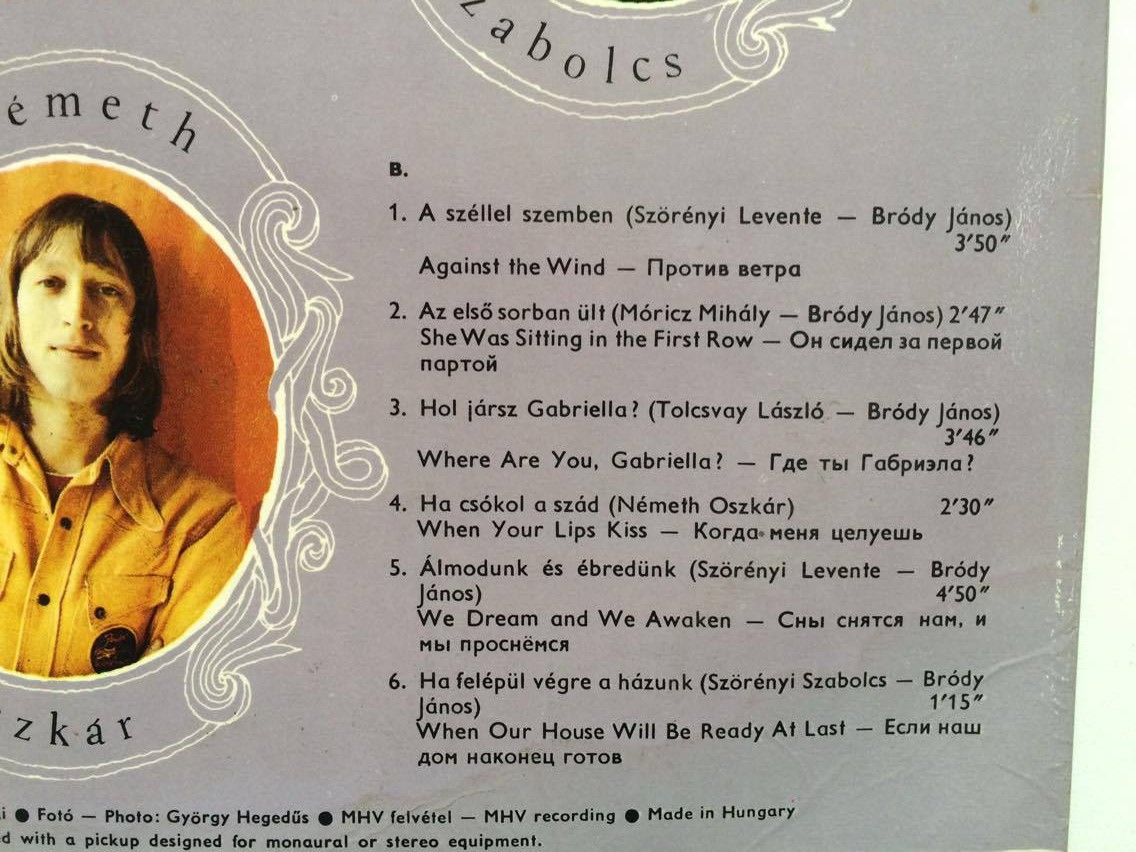 zabolcs
émeth
B.
1. A széllel szemben (Szörényi Levente — Bródy János)
3’50”
Against the Wind — Против ветра
2. Az első sorban ült (Móricz Mihály — Bródy János) 2’47”
She Was Sitting in the First Row — Он сидел за первой
партой
3. Hol jársz Gabriella? (Tolcsvay László — Bródy János)
3’46”
Where Are You, Gabriella? — Где ты Габриэла?
4. Ha csókol a szád (Németh Oszkár) 2’30”
When Your Lips Kiss — Когда меня целуешь
5. Álmodunk és ébredünk (Szörényi Levente — Bródy
János) 4’50”
We Dream and We Awaken — Сны снятся нам, и
мы проснёмся
6. Ha felépül végre a házunk (Szörényi Szabolcs — Bródy
János) 1’15”
When Our House Will Be Ready At Last — Если наш
дом наконец готов
zkár
i ● Fotó — Photo: György Hegedűs ● MHV felvétel — MHV recording ● Made in Hungary
d with a pickup designed for monaural or stereo equipment.